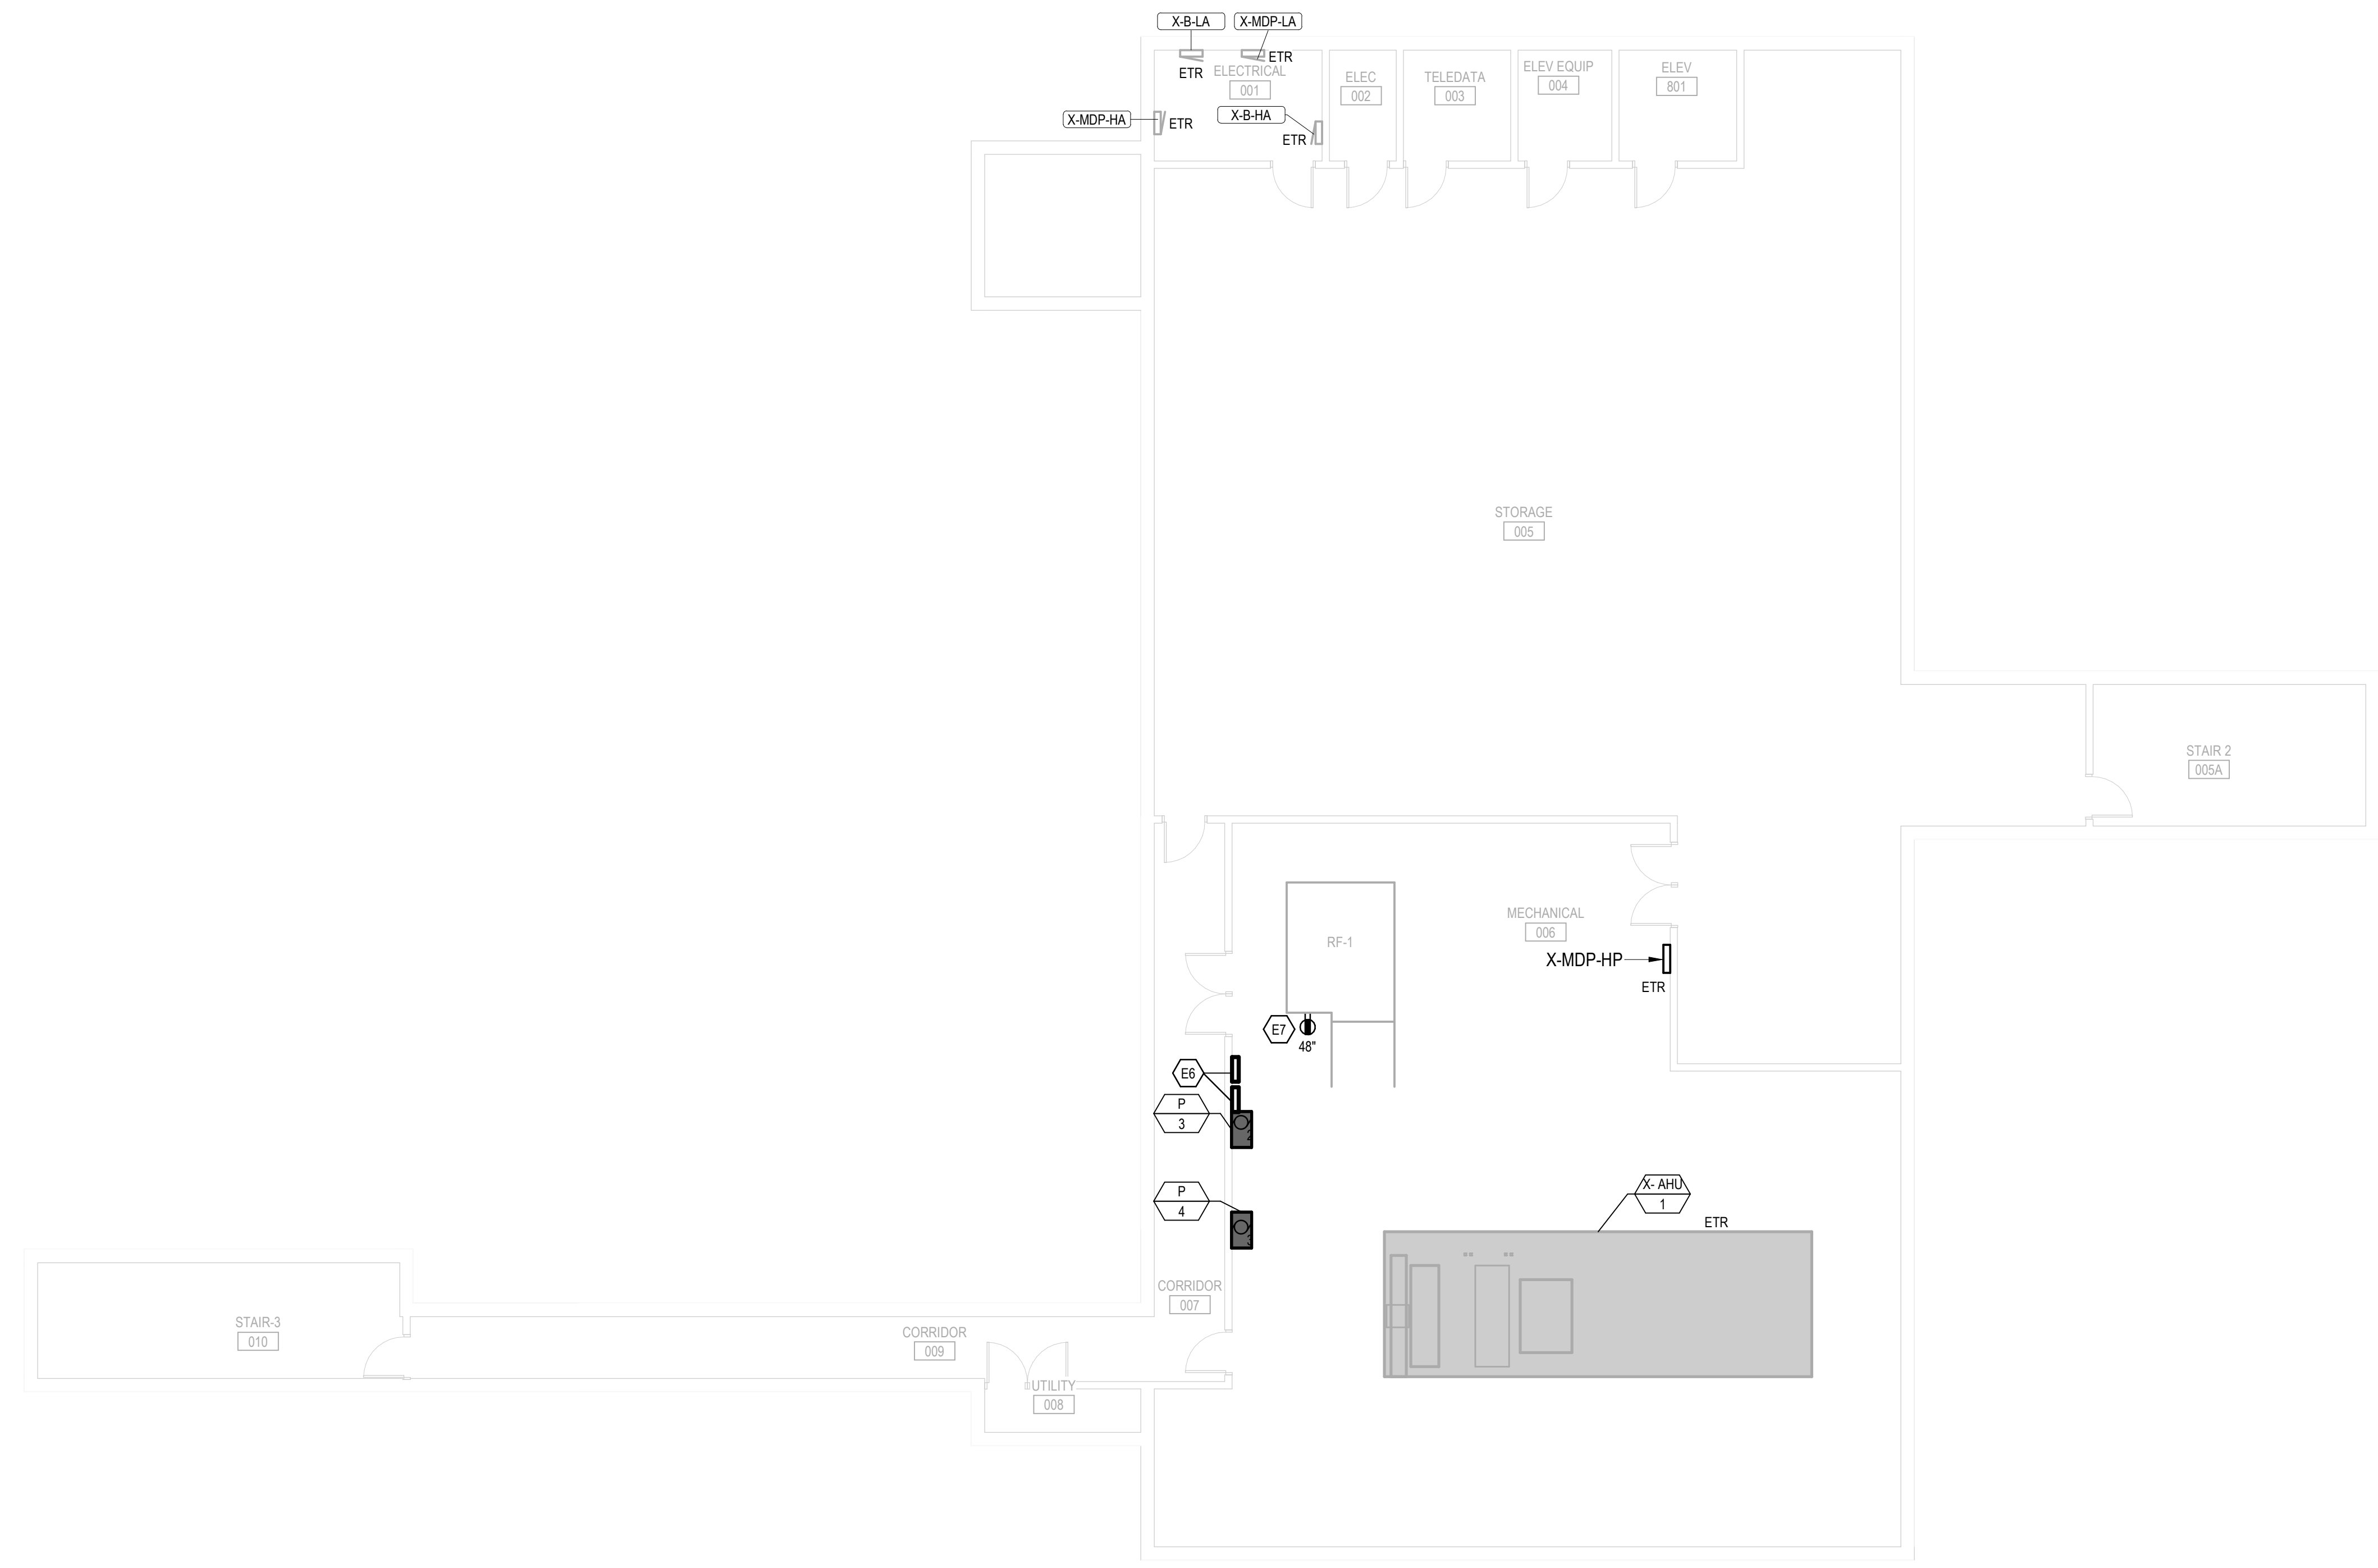 X-B-LA
X-MDP-LA
ETR
ETR
ELECTRICAL
001
ELEC
002
TELEDATA
003
ELEV EQUIP
004
ELEV
801
X-MDP-HA
ETR
X-B-HA
ETR
STORAGE
005
STAIR 2
005A
MECHANICAL
006
RF-1
X-MDP-HP
ETR
E7
48"
E6
P
3
2
P
4
X- AHU
1
ETR
CORRIDOR
007
STAIR-3
010
CORRIDOR
009
UTILITY
008